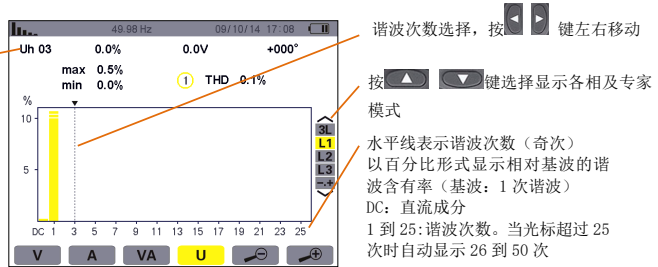 49.98 Hz 09/10/14 17:08
Uh 03 0.0% 0.0V +000°
max 0.5%
min 0.0%
1 THD 0.1%
%
10
5
3L
L1
L2
L3
-.+
DC 1 3 5 7 9 11 13 15 17 19 21 23 25
V A VA U
谐波次数选择，按 键左右移动
按 键选择显示各相及专家
模式
水平线表示谐波次数（奇次）
以百分比形式显示相对基波的谐
波含有率（基波：1 次谐波）
DC：直流成分
1 到 25:谐波次数。当光标超过 25
次时自动显示 26 到 50 次